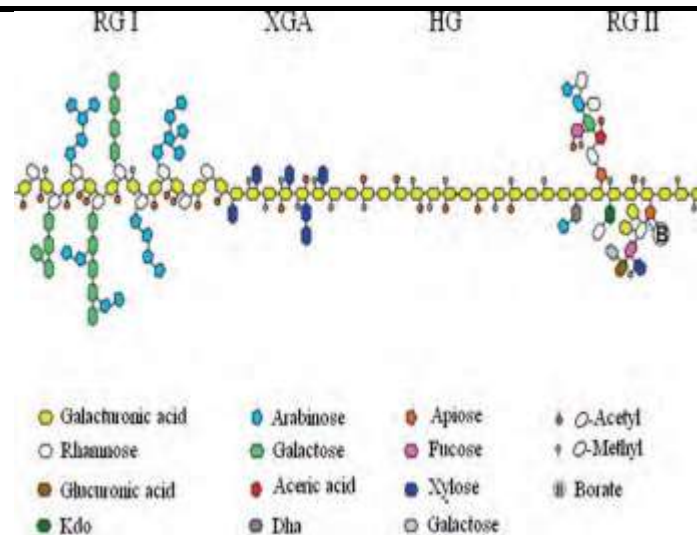 RG I XGA HG RG II
B
Galacturonic acid Arabinose Apiose O-Acetyl
Rhamnose Galactose Fucose O-Methyl
Glucuronic acid Aceric acid Xylose Borate
Kdo Dha Galactose